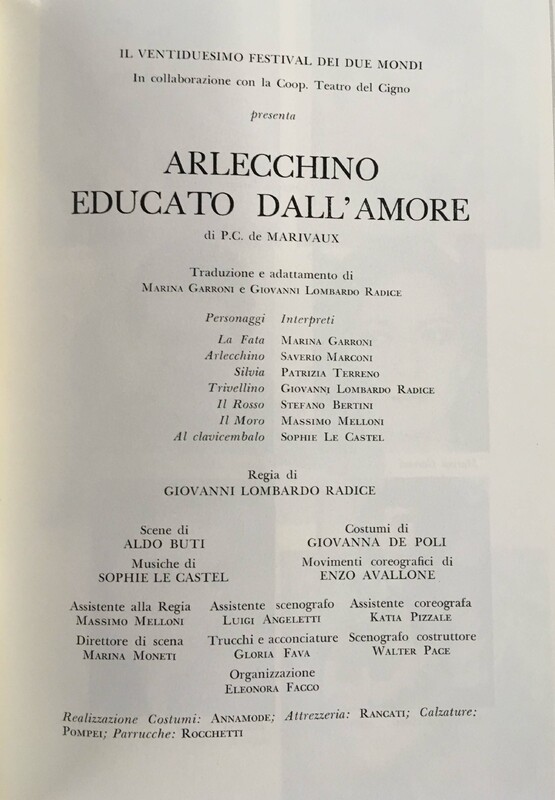 IL VENTIDUESIMO FESTIVAL DEI DUE MONDI
In collaborazione con la Coop. Teatro del Cigno
presenta
ARLECCHINO
EDUCATO DALL'AMORE
di P.C. de MARIVAUX
Traduzione e adattamento di
MARINA GARRONI e GIOVANNI LOMBARDO RADICE
Personaggi Interpreti
La Fata MARINA GARRONI
Arlecchino SAVERIO MARCONI
Silvia PATRIZIA TERRENO
Trivellino GIOVANNI LOMBARDO RADICE
Il Rosso STEFANO BERTINI
Il Moro MASSIMO MELLONI
Al clavicembalo SOPHIE LE CASTEL
Regia di
GIOVANNI LOMBARDO RADICE
Scene di
ALDO BUTI
Costumi di
GIOVANNA DE POLI
Musiche di
SOPHIE LE CASTEL
Movimenti coreografici di
ENZO AVALLONE
Assistente alla Regia
MASSIMO MELLONI
Assistente scenografo
LUIGI ANGELETTI
Assistente coreografa
KATIA PIZZALE
Direttore di scena
MARINA MONETI
Trucchi e acconciature
GLORIA FAVA
Scenografo costruttore
WALTER PACE
Organizzazione
ELEONORA FACCO
Realizzazione Costumi: ANNAMODE; Attrezzeria: RANCATI; Calzature:
POMPEI; Parrucche: ROCCHETTI